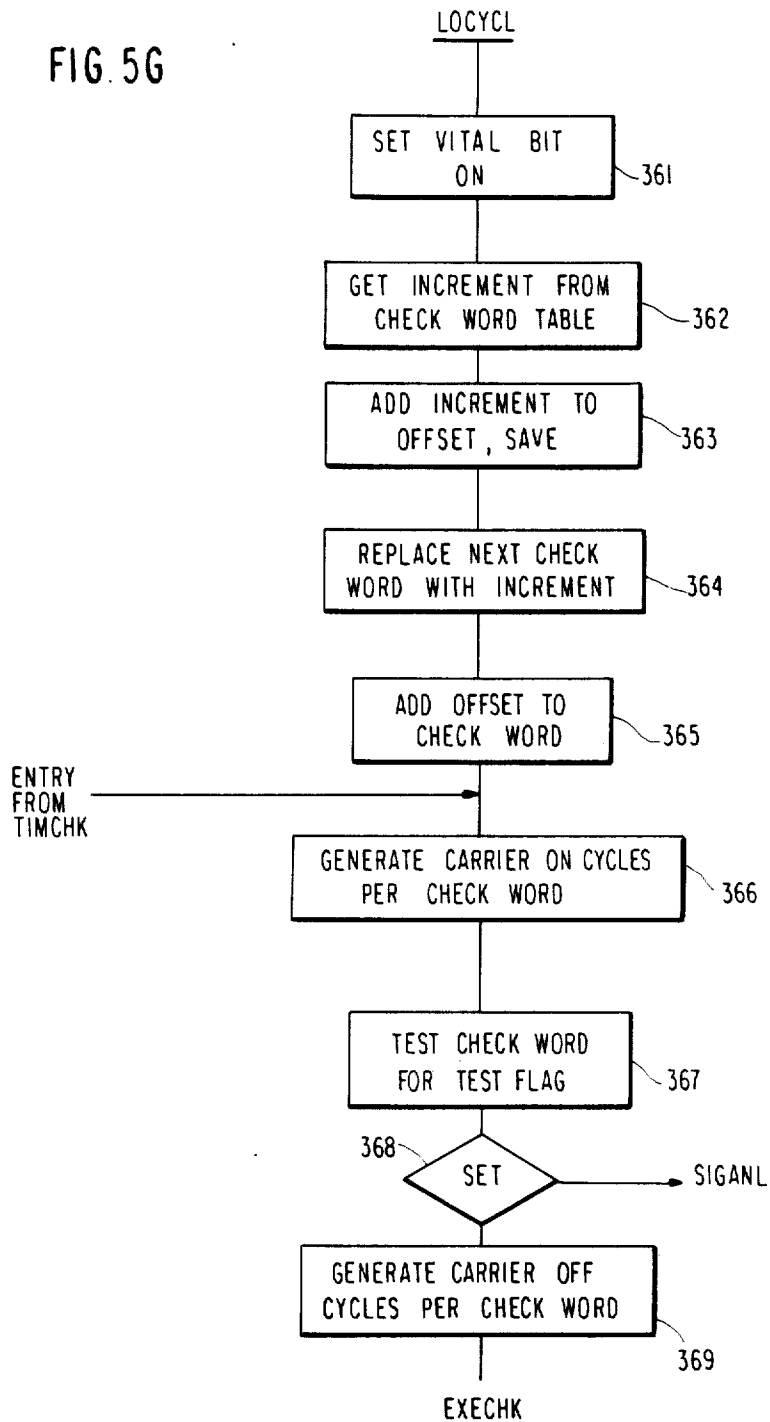 LOCYCL
FIG. 5G
SET VITAL BIT
ON
361
GET INCREMENT FROM
CHECK WORD TABLE
362
ADD INCREMENT TO
OFFSET, SAVE
363
REPLACE NEXT CHECK
WORD WITH INCREMENT
364
ADD OFFSET TO
CHECK WORD
365
ENTRY
FROM
TIMCHK
GENERATE CARRIER ON CYCLES
PER CHECK WORD
366
TEST CHECK WORD
FOR TEST FLAG
367
368
SET
SIGANL
GENERATE CARRIER OFF
CYCLES PER CHECK WORD
369
EXECHK